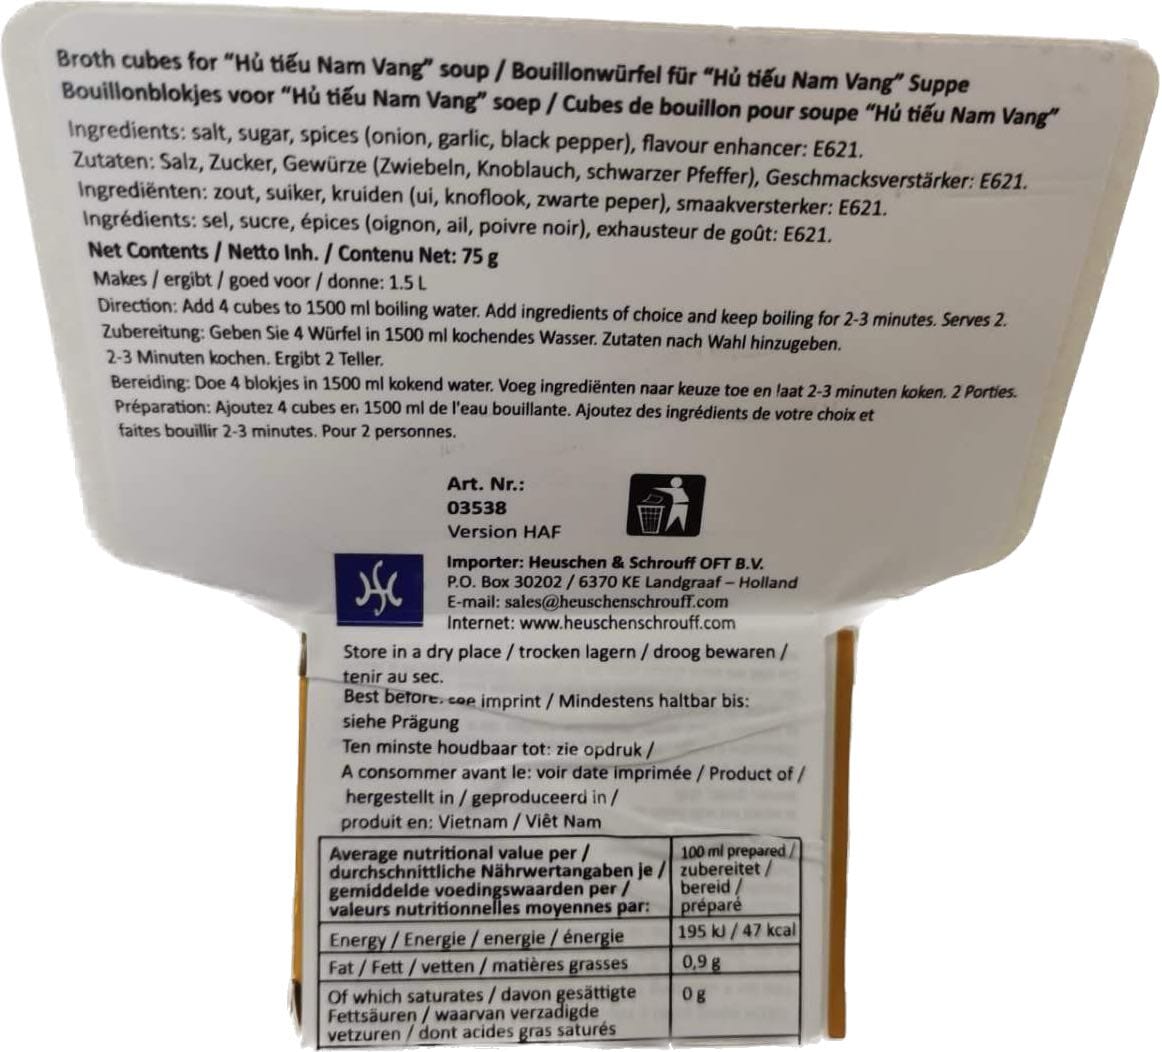 Broth cubes for "Hủ tiếu Nam Vang" soup / Bouillonwürfel für "Hủ tiếu Nam Vang" Suppe
Bouillonblokjes voor "Hủ tiếu Nam Vang" soep / Cubes de bouillon pour soupe "Hủ tiếu Nam Vang"
Ingredients: salt, sugar, spices (onion, garlic, black pepper), flavour enhancer: E621.
Zutaten: Salz, Zucker, Gewürze (Zwiebeln, Knoblauch, schwarzer Pfeffer), Geschmacksverstärker: E621.
Ingrediënten: zout, suiker, kruiden (ui, knoflook, zwarte peper), smaakversterker: E621.
Ingrédients: sel, sucre, épices (oignon, ail, poivre noir), exhausteur de goût: E621.
Net Contents / Netto Inh. / Contenu Net: 75 g
Makes / ergibt / goed voor / donne: 1.5 L
Direction: Add 4 cubes to 1500 ml boiling water. Add ingredients of choice and keep boiling for 2-3 minutes. Serves 2.
Zubereitung: Geben Sie 4 Würfel in 1500 ml kochendes Wasser. Zutaten nach Wahl hinzugeben.
2-3 Minuten kochen. Ergibt 2 Teller.
Bereiding: Doe 4 blokjes in 1500 ml kokend water. Voeg ingrediënten naar keuze toe en laat 2-3 minuten koken. 2 Porties.
Préparation: Ajoutez 4 cubes en 1500 ml de l'eau bouillante. Ajoutez des ingrédients de votre choix et
faites bouillir 2-3 minutes. Pour 2 personnes.
Art. Nr.:
03538
Version HAF
Importer: Heuschen & Schrouff OFT B.V.
P.O. Box 30202 / 6370 KE Landgraaf – Holland
E-mail: sales@heuschenschrouff.com
Internet: www.heuschenschrouff.com
Store in a dry place / trocken lagern / droog bewaren /
tenir au sec.
Best before: see imprint / Mindestens haltbar bis:
siehe Prägung
Ten minste houdbaar tot: zie opdruk /
A consommer avant le: voir date imprimée / Product of /
hergestellt in / geproduceerd in /
produit en: Vietnam / Viêt Nam
Average nutritional value per /
durchschnittliche Nährwertangaben je /
gemiddelde voedingswaarden per /
valeurs nutritionnelles moyennes par:
100 ml prepared /
zubereitet /
bereid /
préparé
Energy / Energie / energie / énergie
195 kJ / 47 kcal
Fat / Fett / vetten / matières grasses
0,9 g
Of which saturates / davon gesättigte
Fettsäuren / waarvan verzadigde
vetzuren / dont acides gras saturés
0 g